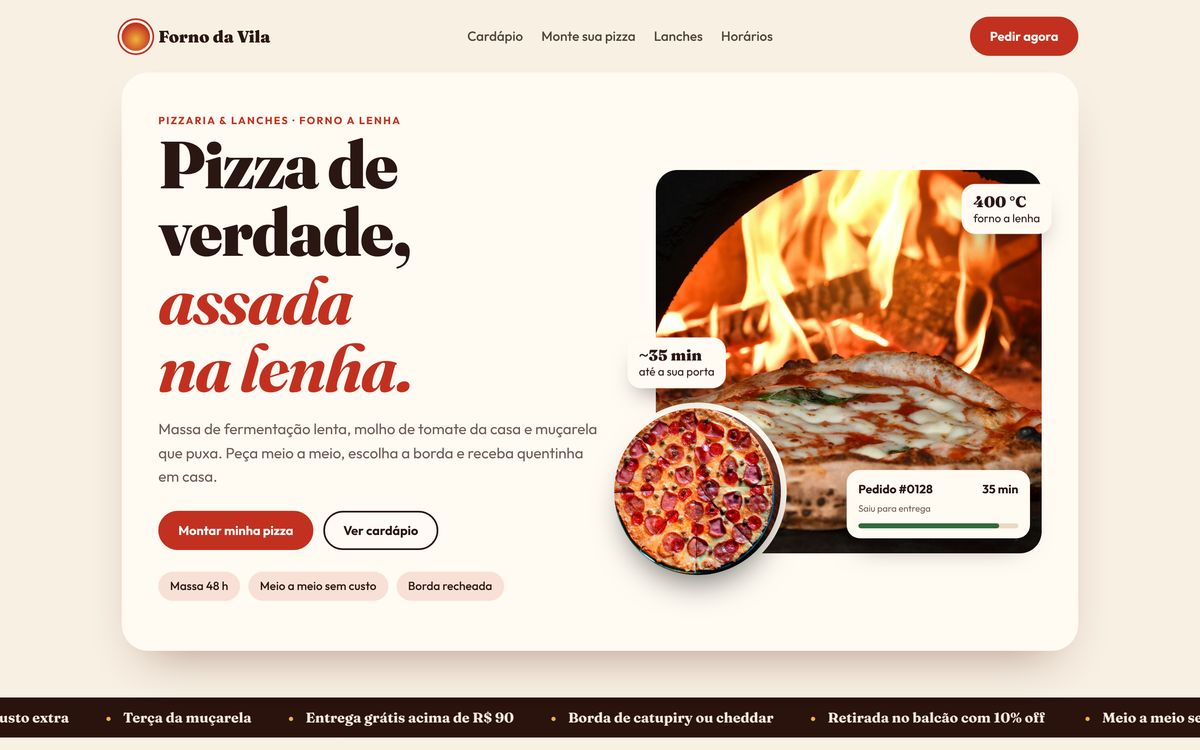 Forno da Vila
Cardápio
Monte sua pizza
Lanches
Horários
Pedir agora
PIZZARIA & LANCHES · FORNO A LENHA
Pizza de
verdade,
assada
na lenha.
Massa de fermentação lenta, molho de tomate da casa e muçarela
que puxa. Peça meio a meio, escolha a borda e receba quentinha
em casa.
Montar minha pizza
Ver cardápio
Massa 48 h
Meio a meio sem custo
Borda recheada
400 °C
forno a lenha
~35 min
até a sua porta
Pedido #0128
35 min
Saiu para entrega
usto extra • Terça da muçarela • Entrega grátis acima de R$ 90 • Borda de catupiry ou cheddar • Retirada no balcão com 10% off • Meio a meio se